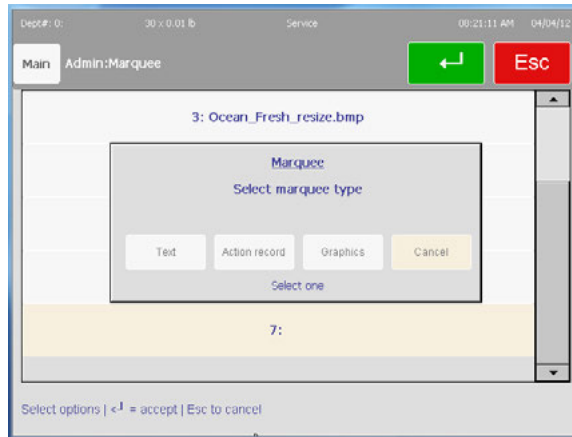 Dept#: 0: 30 x 0.01 lb Service 08:21:11 AM 04/04/12
Main Admin:Marquee Esc
3: Ocean_Fresh_resize.bmp
Marquee
Select marquee type
Text Action record Graphics Cancel
Select one
7:
Select options | ↵ = accept | Esc to cancel